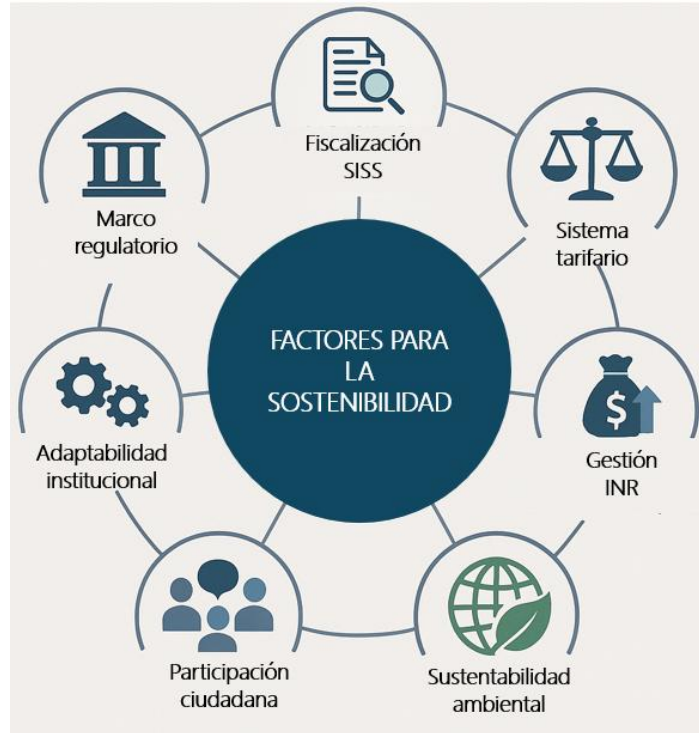 Fiscalización
SISS
Marco
regulatorio
Sistema
tarifario
FACTORES PARA
LA
SOSTENIBILIDAD
Adaptabilidad
institucional
$
Gestión
INR
Participación
ciudadana
Sustentabilidad
ambiental